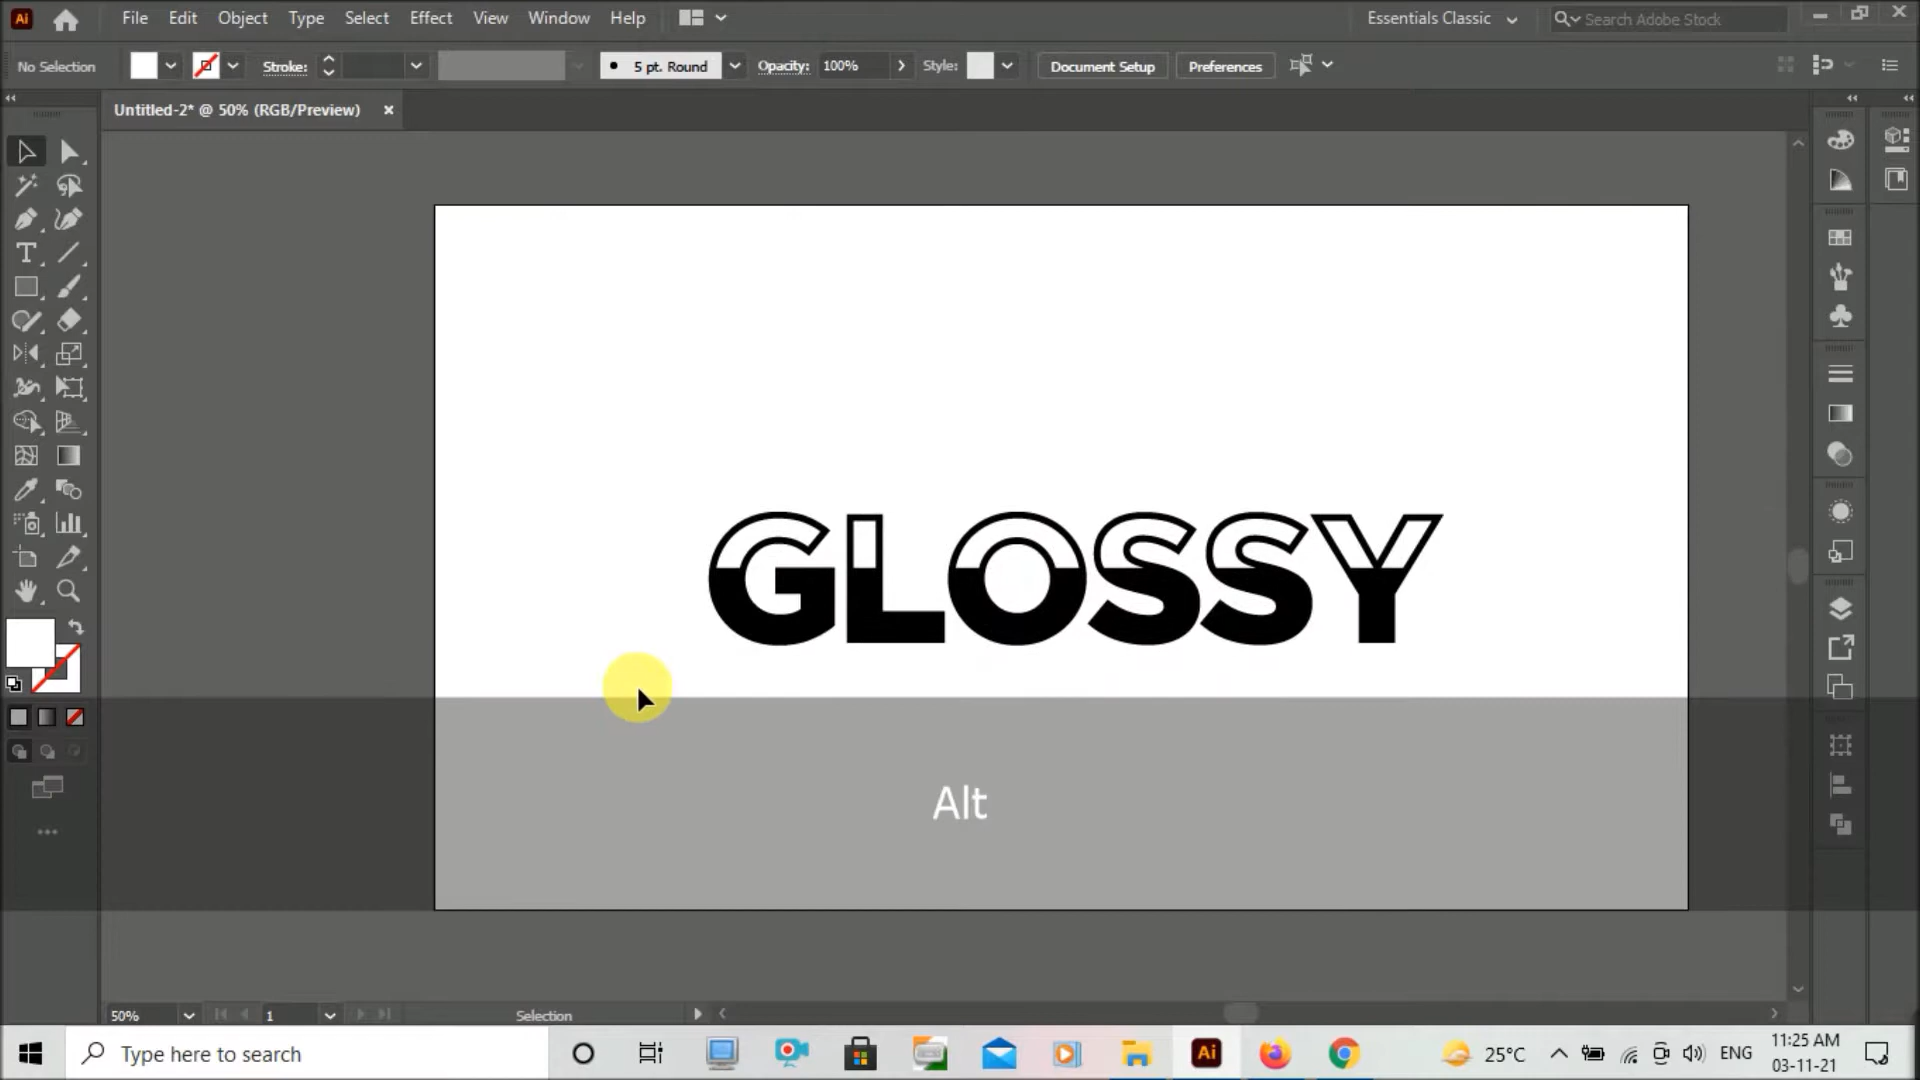 Ai File Edit Object Type Select Effect View Window Help Essentials Classic Search Adobe Stock
No Selection Stroke: 5 pt. Round Opacity: 100% Style: Document Setup Preferences
Untitled-2* @ 50% (RGB/Preview)
GLOSSY
Alt
50% 1 Selection
Type here to search Ai 25°C ENG 11:25 AM
03-11-21